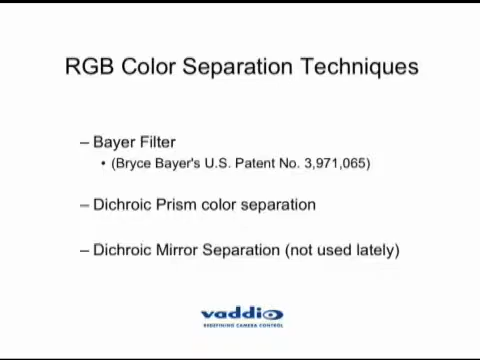 RGB Color Separation Techniques
– Bayer Filter
• (Bryce Bayer's U.S. Patent No. 3,971,065)
– Dichroic Prism color separation
– Dichroic Mirror Separation (not used lately)
vaddio
REDEFINING CAMERA CONTROL